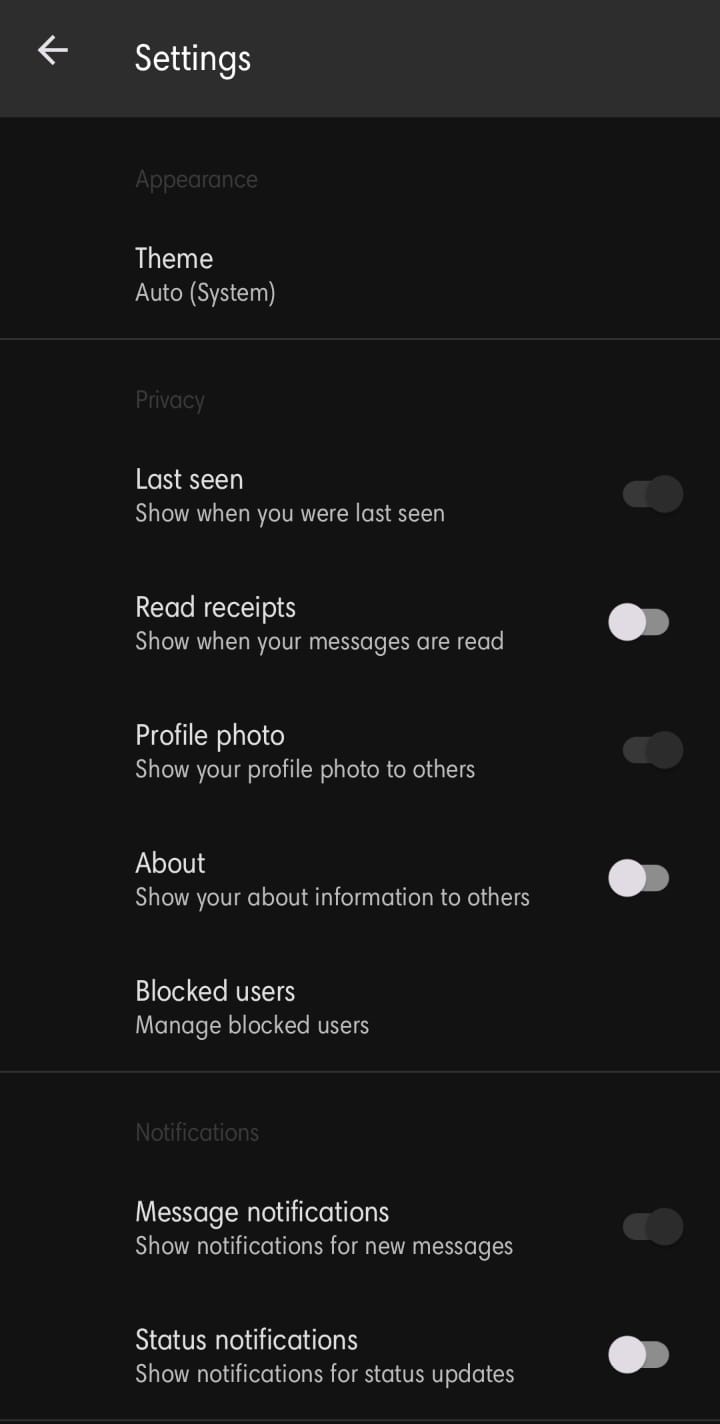 Settings
Appearance
Theme
Auto (System)
Privacy
Last seen
Show when you were last seen
Read receipts
Show when your messages are read
Profile photo
Show your profile photo to others
About
Show your about information to others
Blocked users
Manage blocked users
Notifications
Message notifications
Show notifications for new messages
Status notifications
Show notifications for status updates